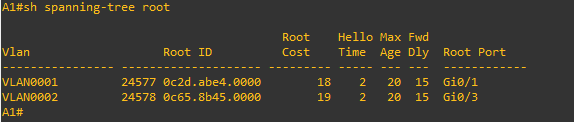 A1#sh spanning-tree root
Root Hello Max Fwd
Vlan Root ID Cost Time Age Dly Root Port
---------------- -------------------- --------- ----- --- --- ------------
VLAN0001 24577 0c2d.abe4.0000 18 2 20 15 Gi0/1
VLAN0002 24578 0c65.8b45.0000 19 2 20 15 Gi0/3
A1#